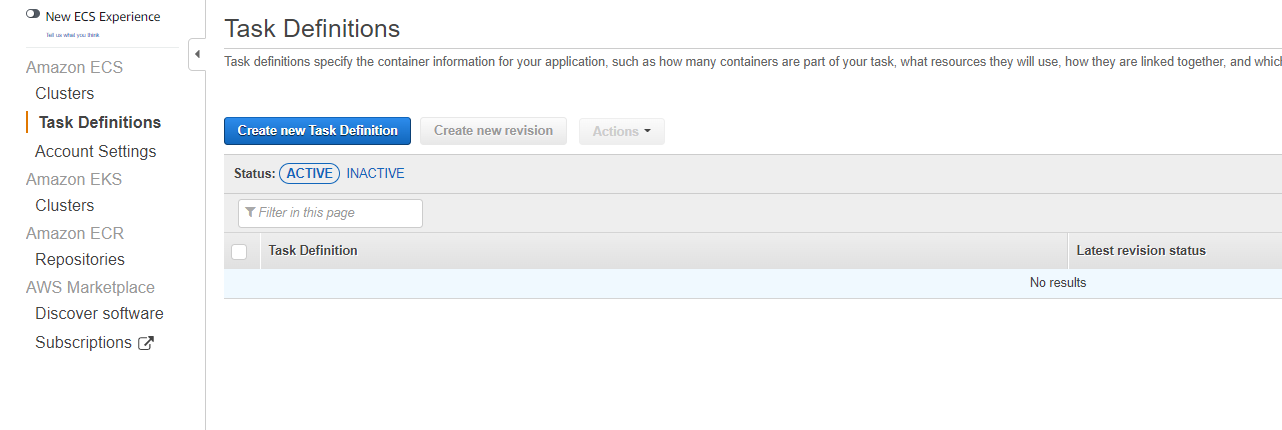 New ECS Experience
Tell us what you think
Amazon ECS
Clusters
Task Definitions
Account Settings
Amazon EKS
Clusters
Amazon ECR
Repositories
AWS Marketplace
Discover software
Subscriptions
Task Definitions
Task definitions specify the container information for your application, such as how many containers are part of your task, what resources they will use, how they are linked together, and which
Create new Task Definition Create new revision Actions
Status: ACTIVE INACTIVE
Filter in this page
Task Definition Latest revision status
No results